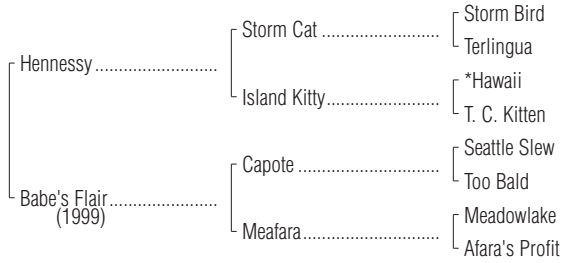 Storm Bird
Storm Cat ........................
Terlingua
Hennessy .........................
*Hawaii
Island Kitty.......................
T. C. Kitten
Seattle Slew
Capote .............................
Too Bald
Babe's Flair......................
(1999)
Meadowlake
Meafara............................
Afara's Profit